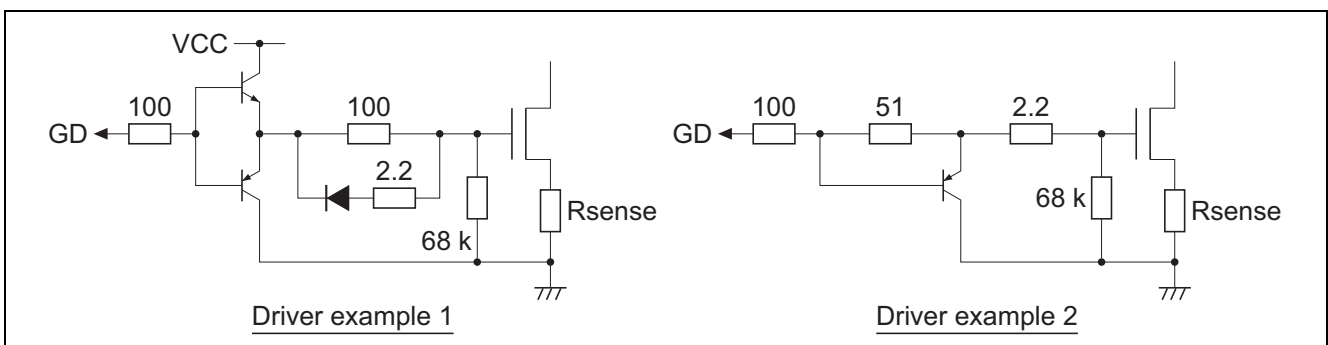 VCC
100
100
GD
2.2
68 k
Rsense
Driver example 1
100
51
2.2
GD
68 k
Rsense
Driver example 2